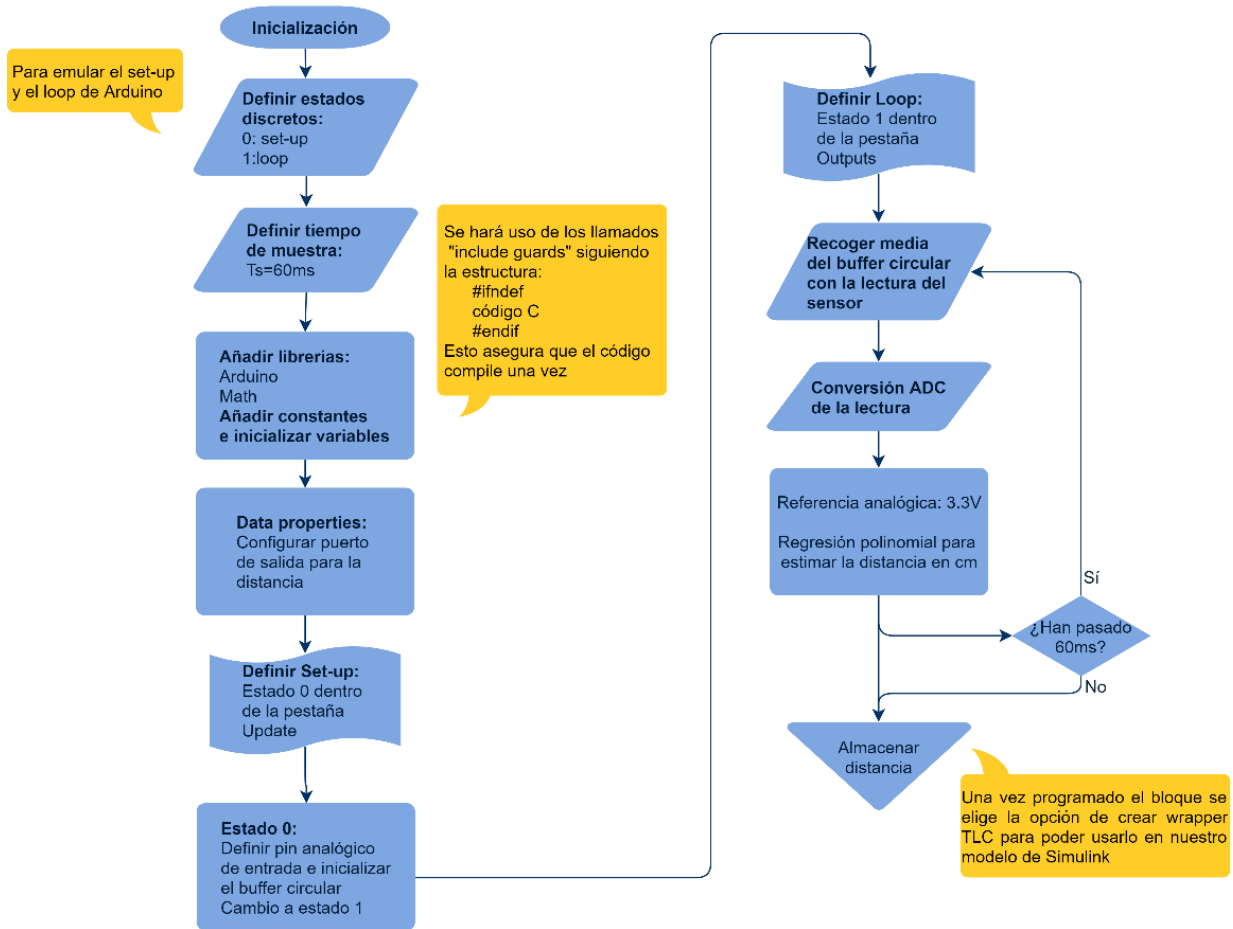 Inicialización
Para emular el set-up
y el loop de Arduino
Definir estados
discretos:
0: set-up
1:loop
Definir tiempo
de muestra:
Ts=60ms
Se hará uso de los llamados
"include guards" siguiendo
la estructura:
#ifndef
código C
#endif
Esto asegura que el código
compile una vez
Añadir librerias:
Arduino
Math
Añadir constantes
e inicializar variables
Data properties:
Configurar puerto
de salida para la
distancia
Definir Set-up:
Estado 0 dentro
de la pestaña
Update
Estado 0:
Definir pin analógico
de entrada e inicializar
el buffer circular
Cambio a estado 1
Definir Loop:
Estado 1 dentro
de la pestaña
Outputs
Recoger media
del buffer circular
con la lectura del
sensor
Conversión ADC
de la lectura
Referencia analógica: 3.3V
Regresión polinomial para
estimar la distancia en cm
Sí
¿Han pasado
60ms?
No
Almacenar
distancia
Una vez programado el bloque se
elige la opción de crear wrapper
TLC para poder usarlo en nuestro
modelo de Simulink